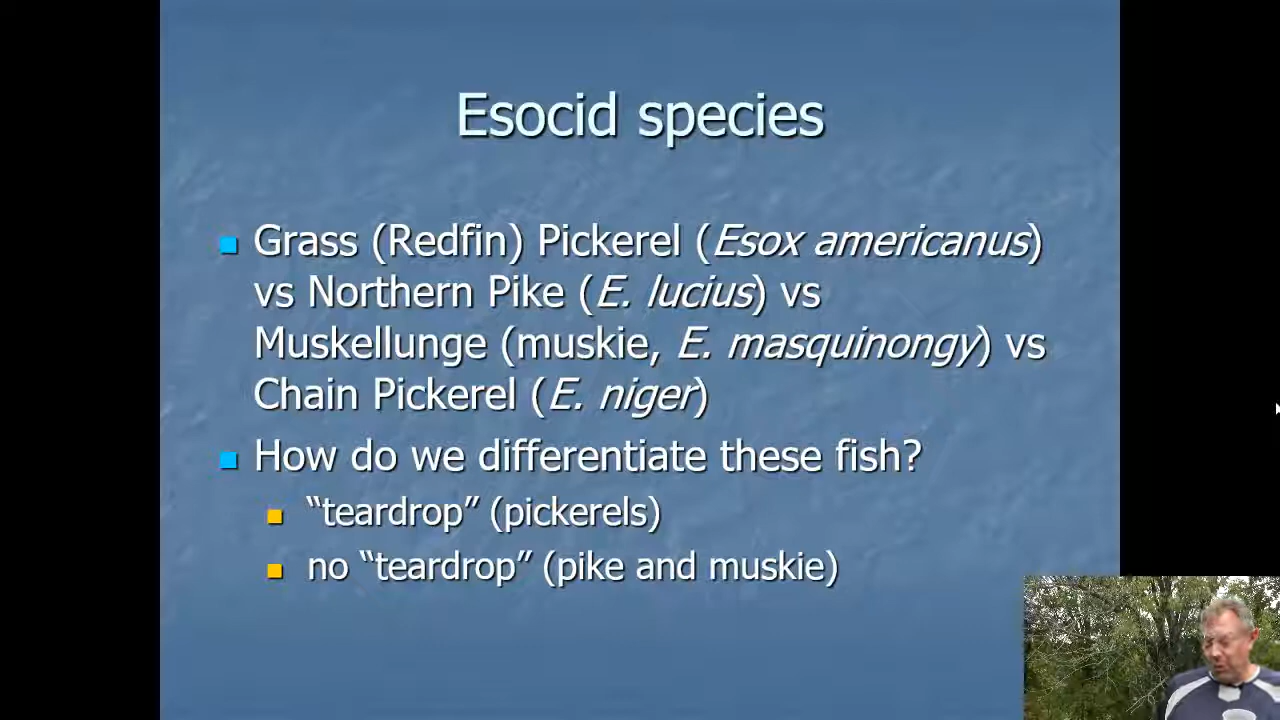 Esocid species
Grass (Redfin) Pickerel (Esox americanus)
vs Northern Pike (E. lucius) vs
Muskellunge (muskie, E. masquinongy) vs
Chain Pickerel (E. niger)
How do we differentiate these fish?
“teardrop” (pickerels)
no “teardrop” (pike and muskie)